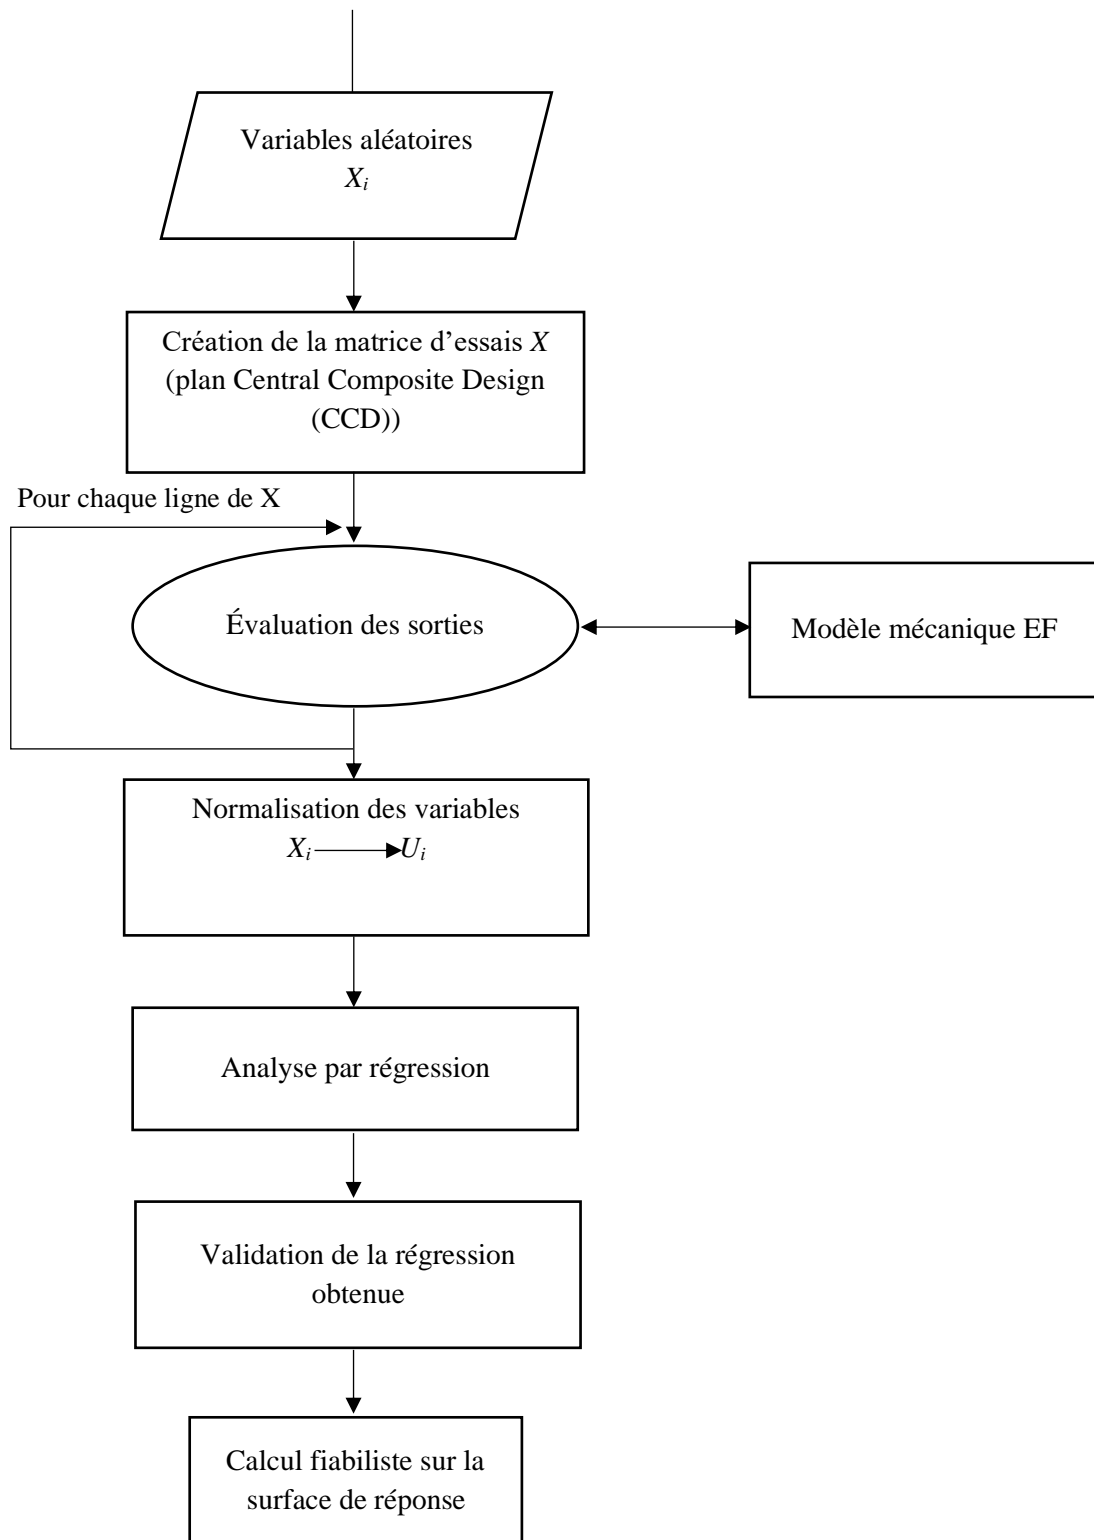 Variables aléatoires
Xi
Création de la matrice d’essais X
(plan Central Composite Design
(CCD))
Pour chaque ligne de X
Évaluation des sorties
Modèle mécanique EF
Normalisation des variables
Xi Ui
Analyse par régression
Validation de la régression
obtenue
Calcul fiabiliste sur la
surface de réponse